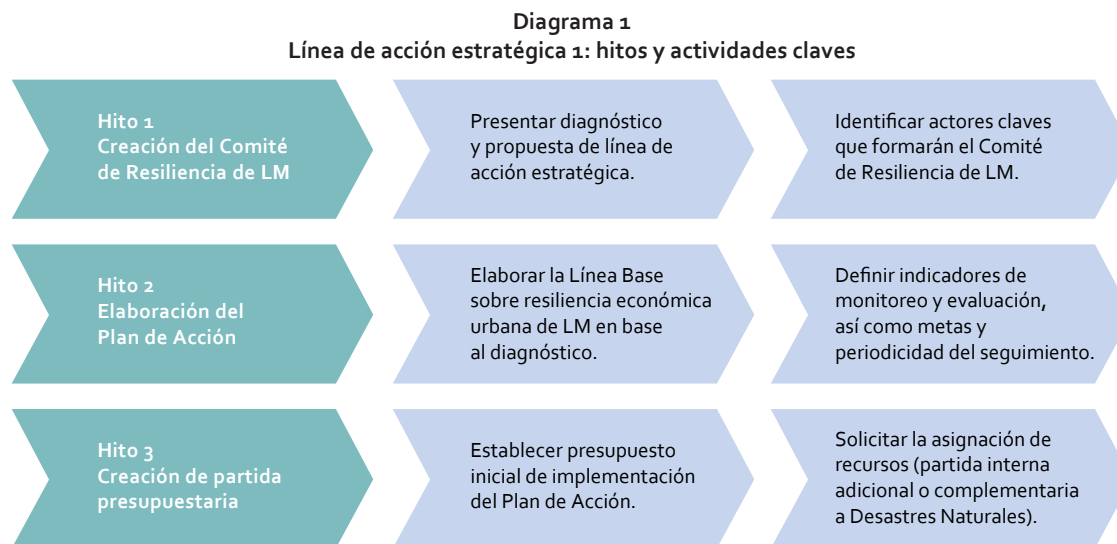 Diagrama 1
Línea de acción estratégica 1: hitos y actividades claves
Hito 1
Creación del Comité
de Resiliencia de LM
Presentar diagnóstico
y propuesta de línea de
acción estratégica.
Identificar actores claves
que formarán el Comité
de Resiliencia de LM.
Hito 2
Elaboración del
Plan de Acción
Elaborar la Línea Base
sobre resiliencia económica
urbana de LM en base
al diagnóstico.
Definir indicadores de
monitoreo y evaluación,
así como metas y
periodicidad del seguimiento.
Hito 3
Creación de partida
presupuestaria
Establecer presupuesto
inicial de implementación
del Plan de Acción.
Solicitar la asignación de
recursos (partida interna
adicional o complementaria
a Desastres Naturales).